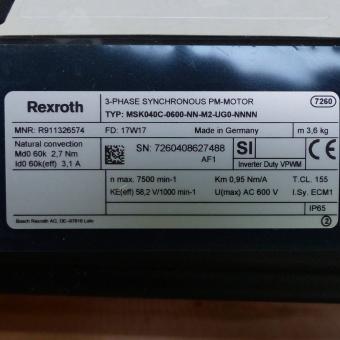 Rexroth
3-PHASE SYNCHRONOUS PM-MOTOR
7260
TYP: MSK040C-0600-NN-M2-UG0-NNNN
MNR: R911326574 FD: 17W17 Made in Germany m 3,6 kg
Natural convection
Md0 60k 2,7 Nm
Id0 60k(eff) 3,1 A
SN: 7260408627488
AF1
SI
Inverter Duty VPWM
n max. 7500 min-1 Km 0,95 Nm/A T.CL. 155
KE(eff) 58,2 V/1000 min-1 U(max) AC 600 V I.Sy. ECM1
IP65
Bosch Rexroth AG, DE-97816 Lohr
2